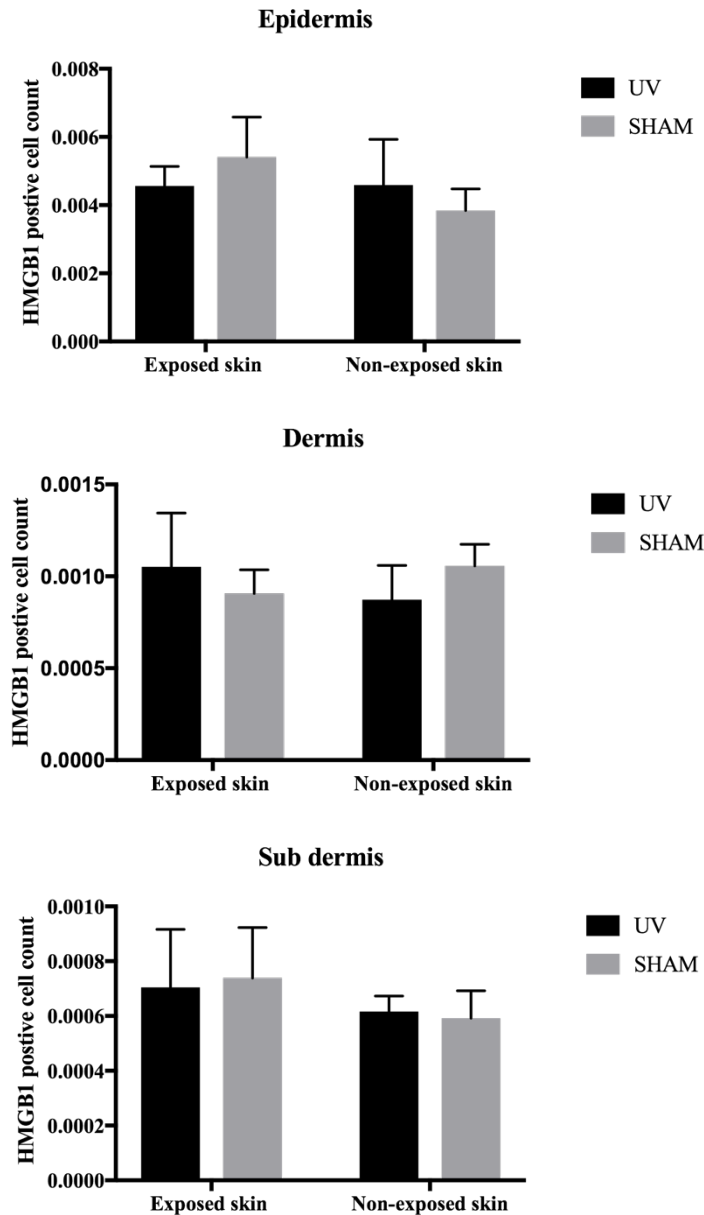 Epidermis
HMGB1 postive cell count
0.008
0.006
0.004
0.002
0.000
Exposed skin
Non-exposed skin
UV
SHAM
Dermis
HMGB1 postive cell count
0.0015
0.0010
0.0005
0.0000
Exposed skin
Non-exposed skin
UV
SHAM
Sub dermis
HMGB1 postive cell count
0.0010
0.0008
0.0006
0.0004
0.0002
0.0000
Exposed skin
Non-exposed skin
UV
SHAM